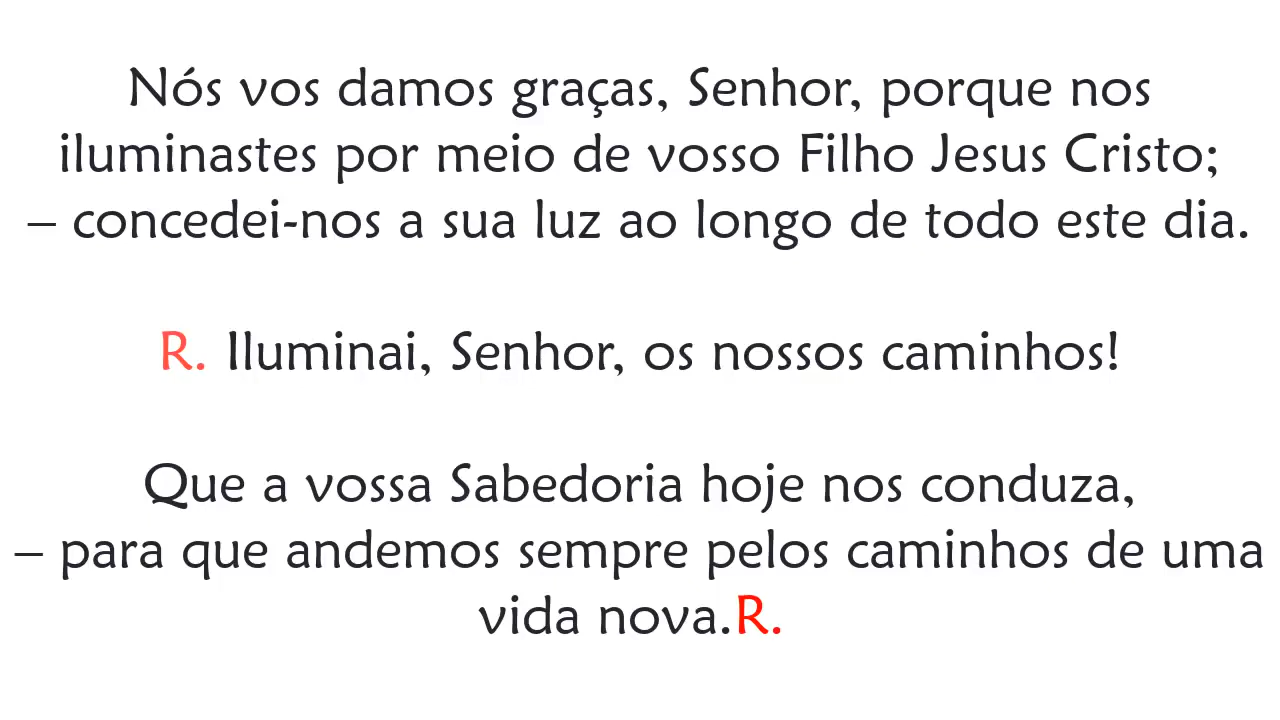 Nós vos damos graças, Senhor, porque nos
iluminastes por meio de vosso Filho Jesus Cristo;
– concedei-nos a sua luz ao longo de todo este dia.
R. Iluminai, Senhor, os nossos caminhos!
Que a vossa Sabedoria hoje nos conduza,
– para que andemos sempre pelos caminhos de uma
vida nova.R.